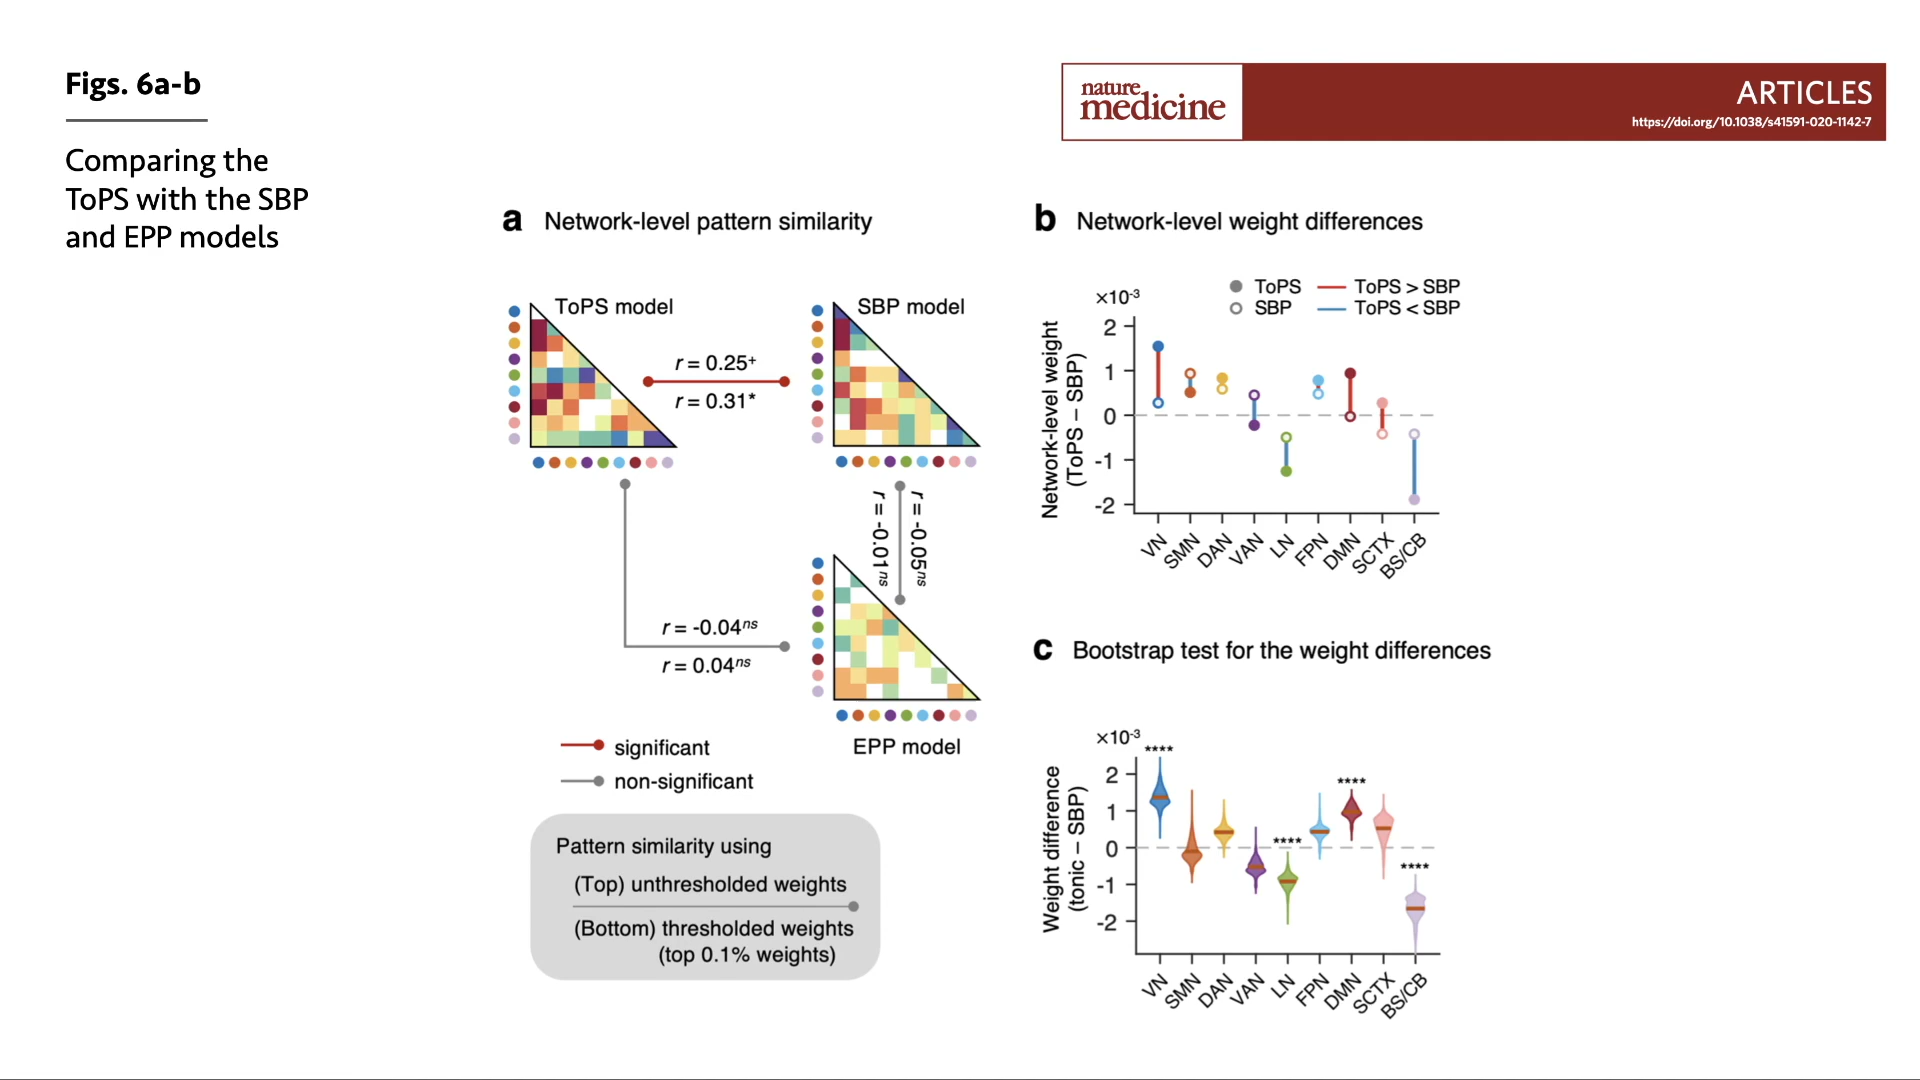 Figs. 6a-b
Comparing the
ToPS with the SBP
and EPP models
nature
medicine
ARTICLES
https://doi.org/10.1038/s41591-020-1142-7
a Network-level pattern similarity
ToPS model
SBP model
r = 0.25+
r = 0.31*
r = -0.01ns
r = -0.05ns
r = -0.04ns
r = 0.04ns
EPP model
significant
non-significant
Pattern similarity using
(Top) unthresholded weights
(Bottom) thresholded weights
(top 0.1% weights)
b Network-level weight differences
ToPS
ToPS > SBP
SBP
ToPS < SBP
×10-3
Network-level weight
(ToPS – SBP)
2
1
0
-1
-2
VN
SMN
DAN
VAN
LN
FPN
DMN
SCTX
BS/CB
c Bootstrap test for the weight differences
×10-3
****
****
****
****
Weight difference
(tonic – SBP)
2
1
0
-1
-2
VN
SMN
DAN
VAN
LN
FPN
DMN
SCTX
BS/CB